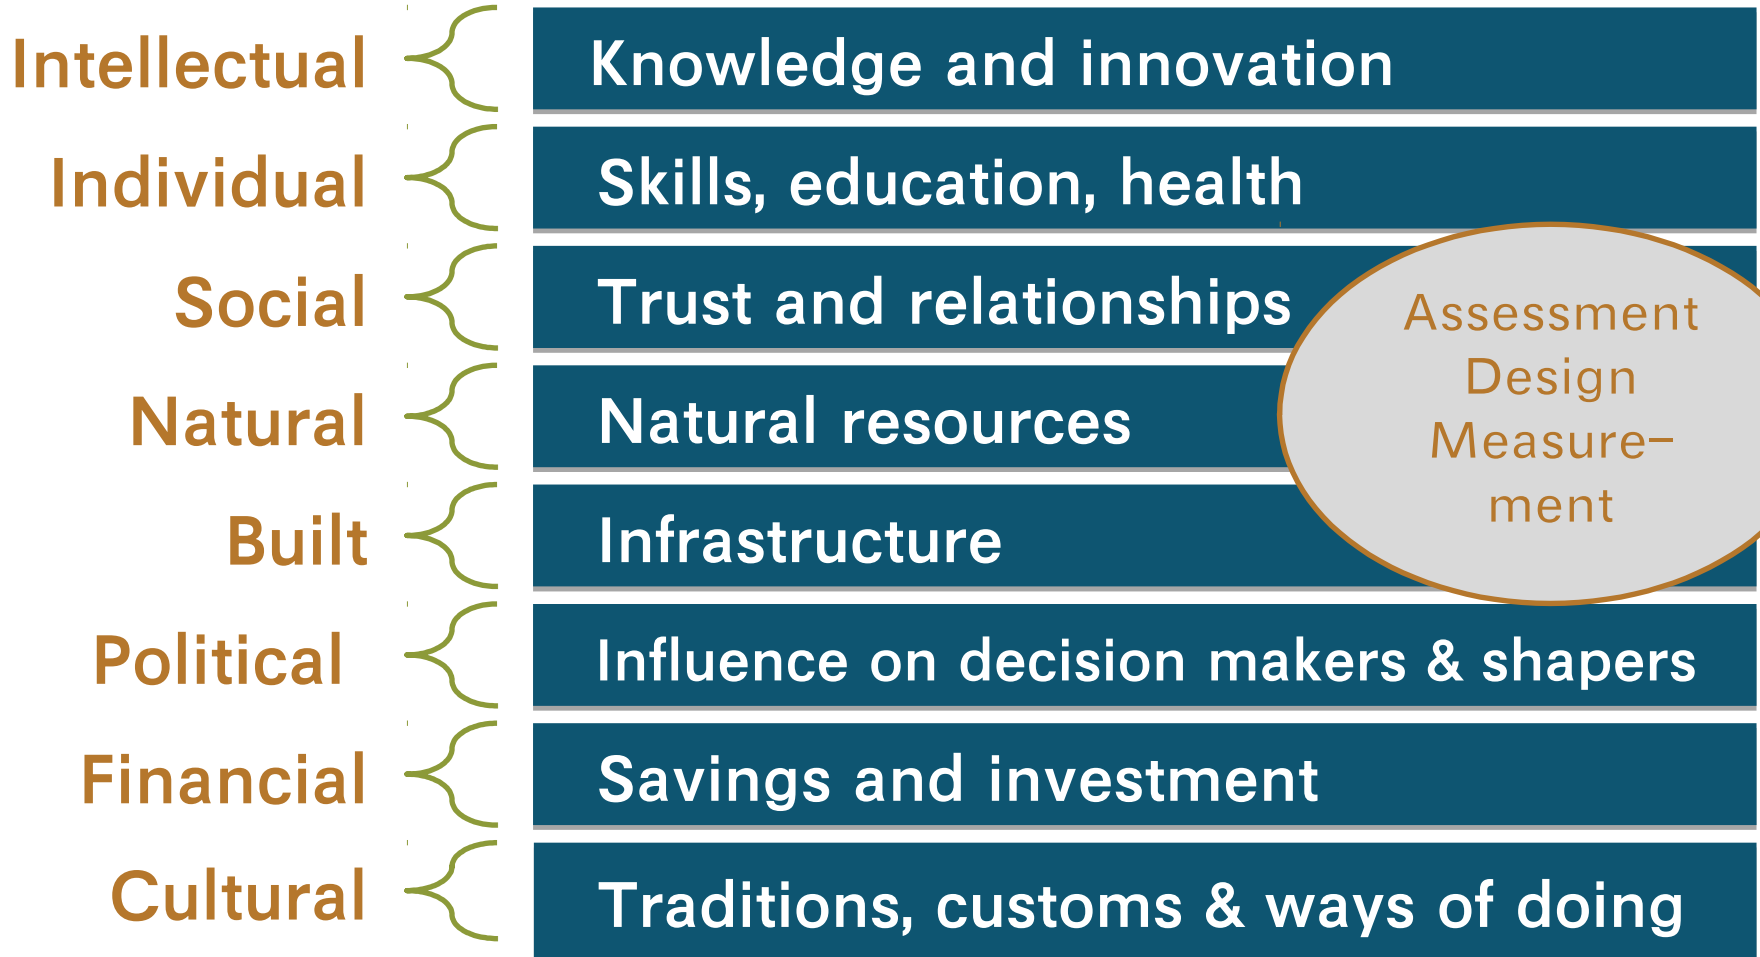 Intellectual
Knowledge and innovation
Individual
Skills, education, health
Social
Trust and relationships
Natural
Natural resources
Built
Infrastructure
Political
Influence on decision makers & shapers
Financial
Savings and investment
Cultural
Traditions, customs & ways of doing
Assessment
Design
Measure–
ment